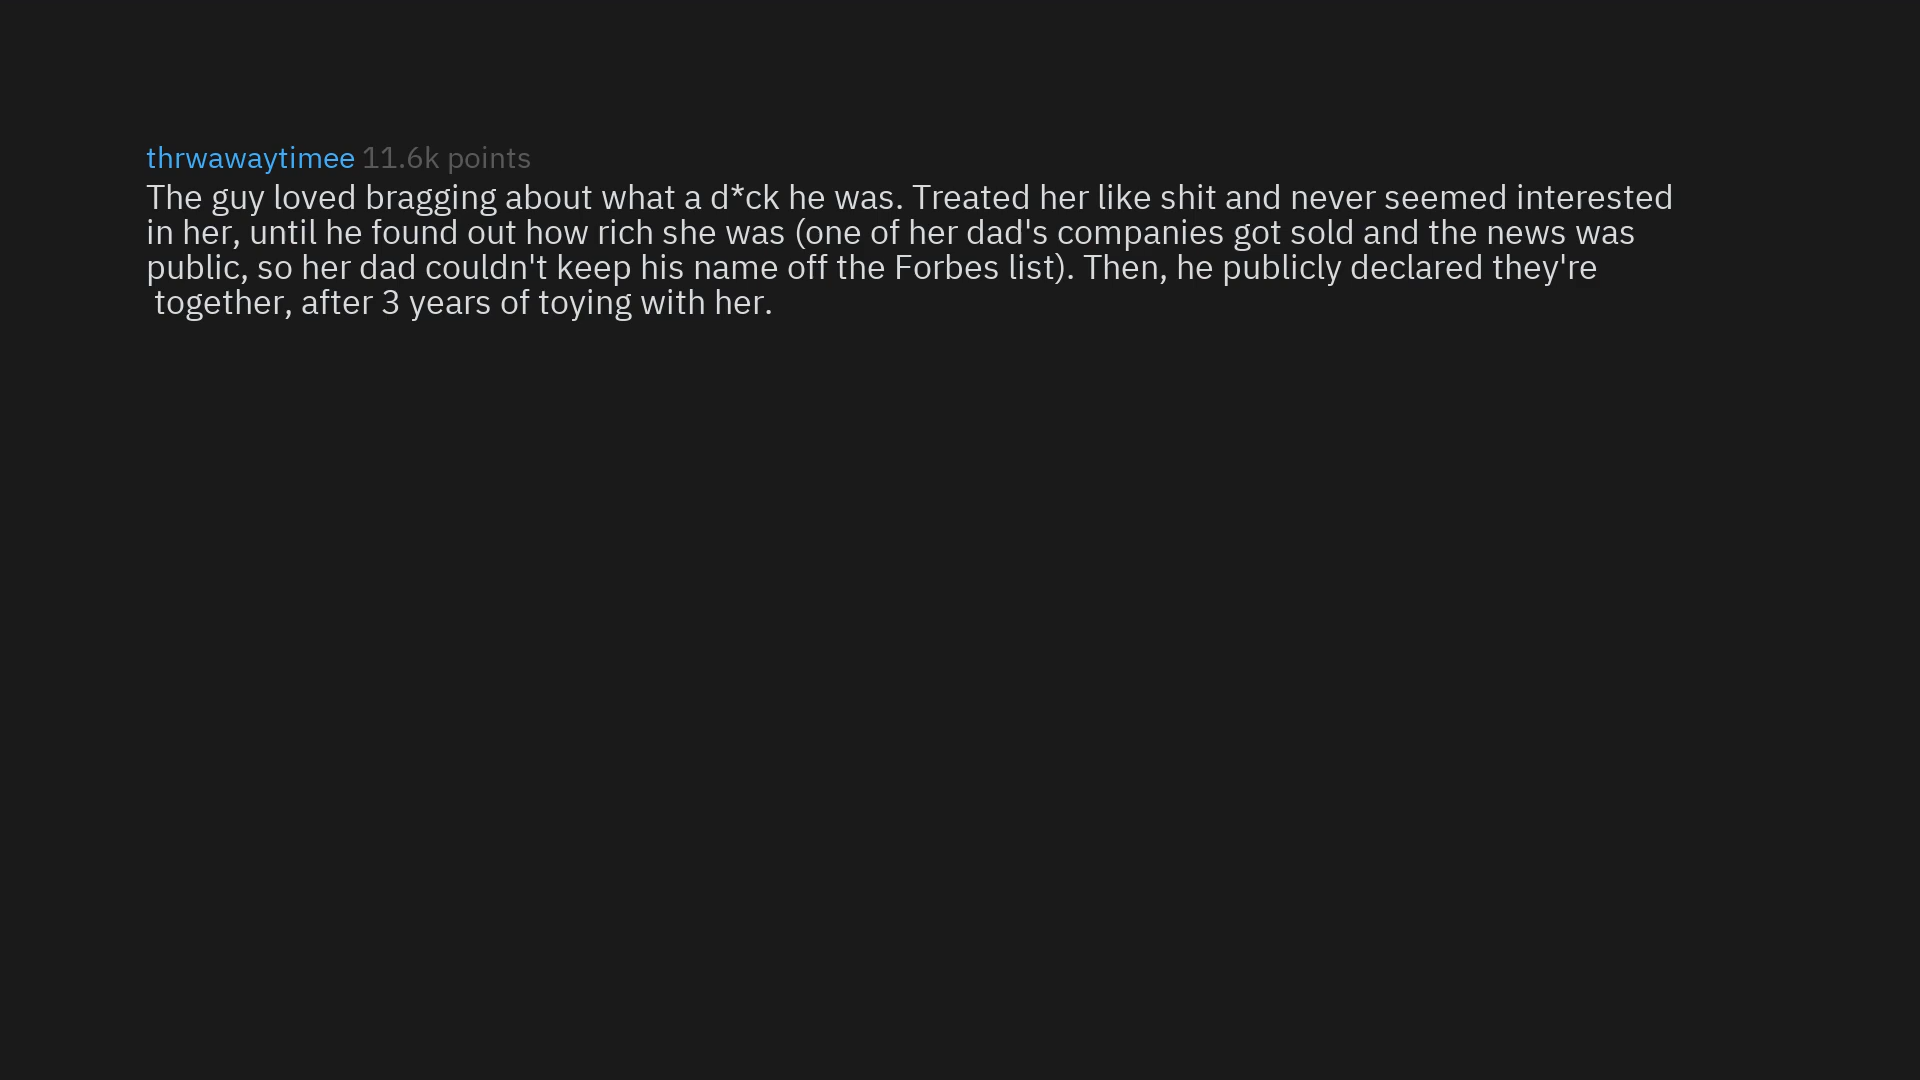 thrwawaytimee 11.6k points
The guy loved bragging about what a d*ck he was. Treated her like shit and never seemed interested
in her, until he found out how rich she was (one of her dad's companies got sold and the news was
public, so her dad couldn't keep his name off the Forbes list). Then, he publicly declared they're
together, after 3 years of toying with her.